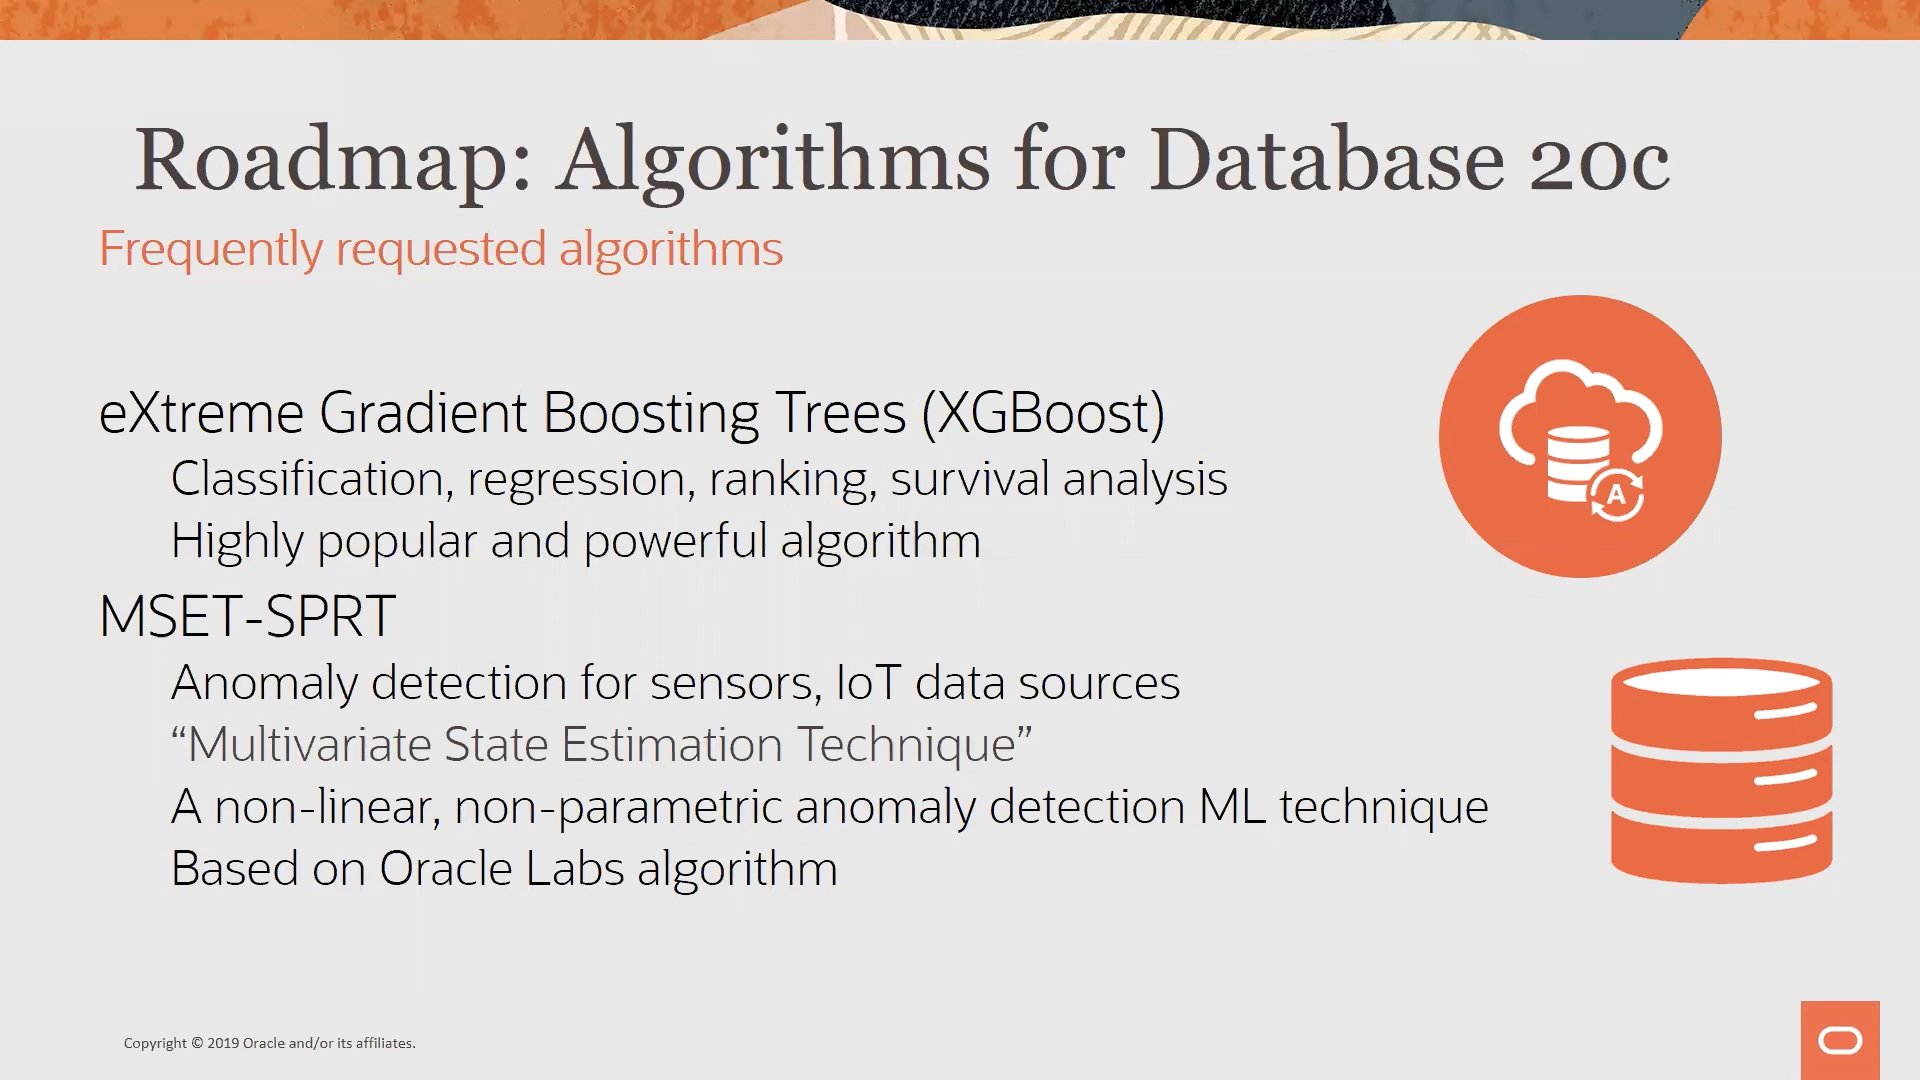 Roadmap: Algorithms for Database 20c
Frequently requested algorithms
eXtreme Gradient Boosting Trees (XGBoost)
Classification, regression, ranking, survival analysis
Highly popular and powerful algorithm
MSET-SPRT
Anomaly detection for sensors, IoT data sources
“Multivariate State Estimation Technique”
A non-linear, non-parametric anomaly detection ML technique
Based on Oracle Labs algorithm
A
Copyright © 2019 Oracle and/or its affiliates.